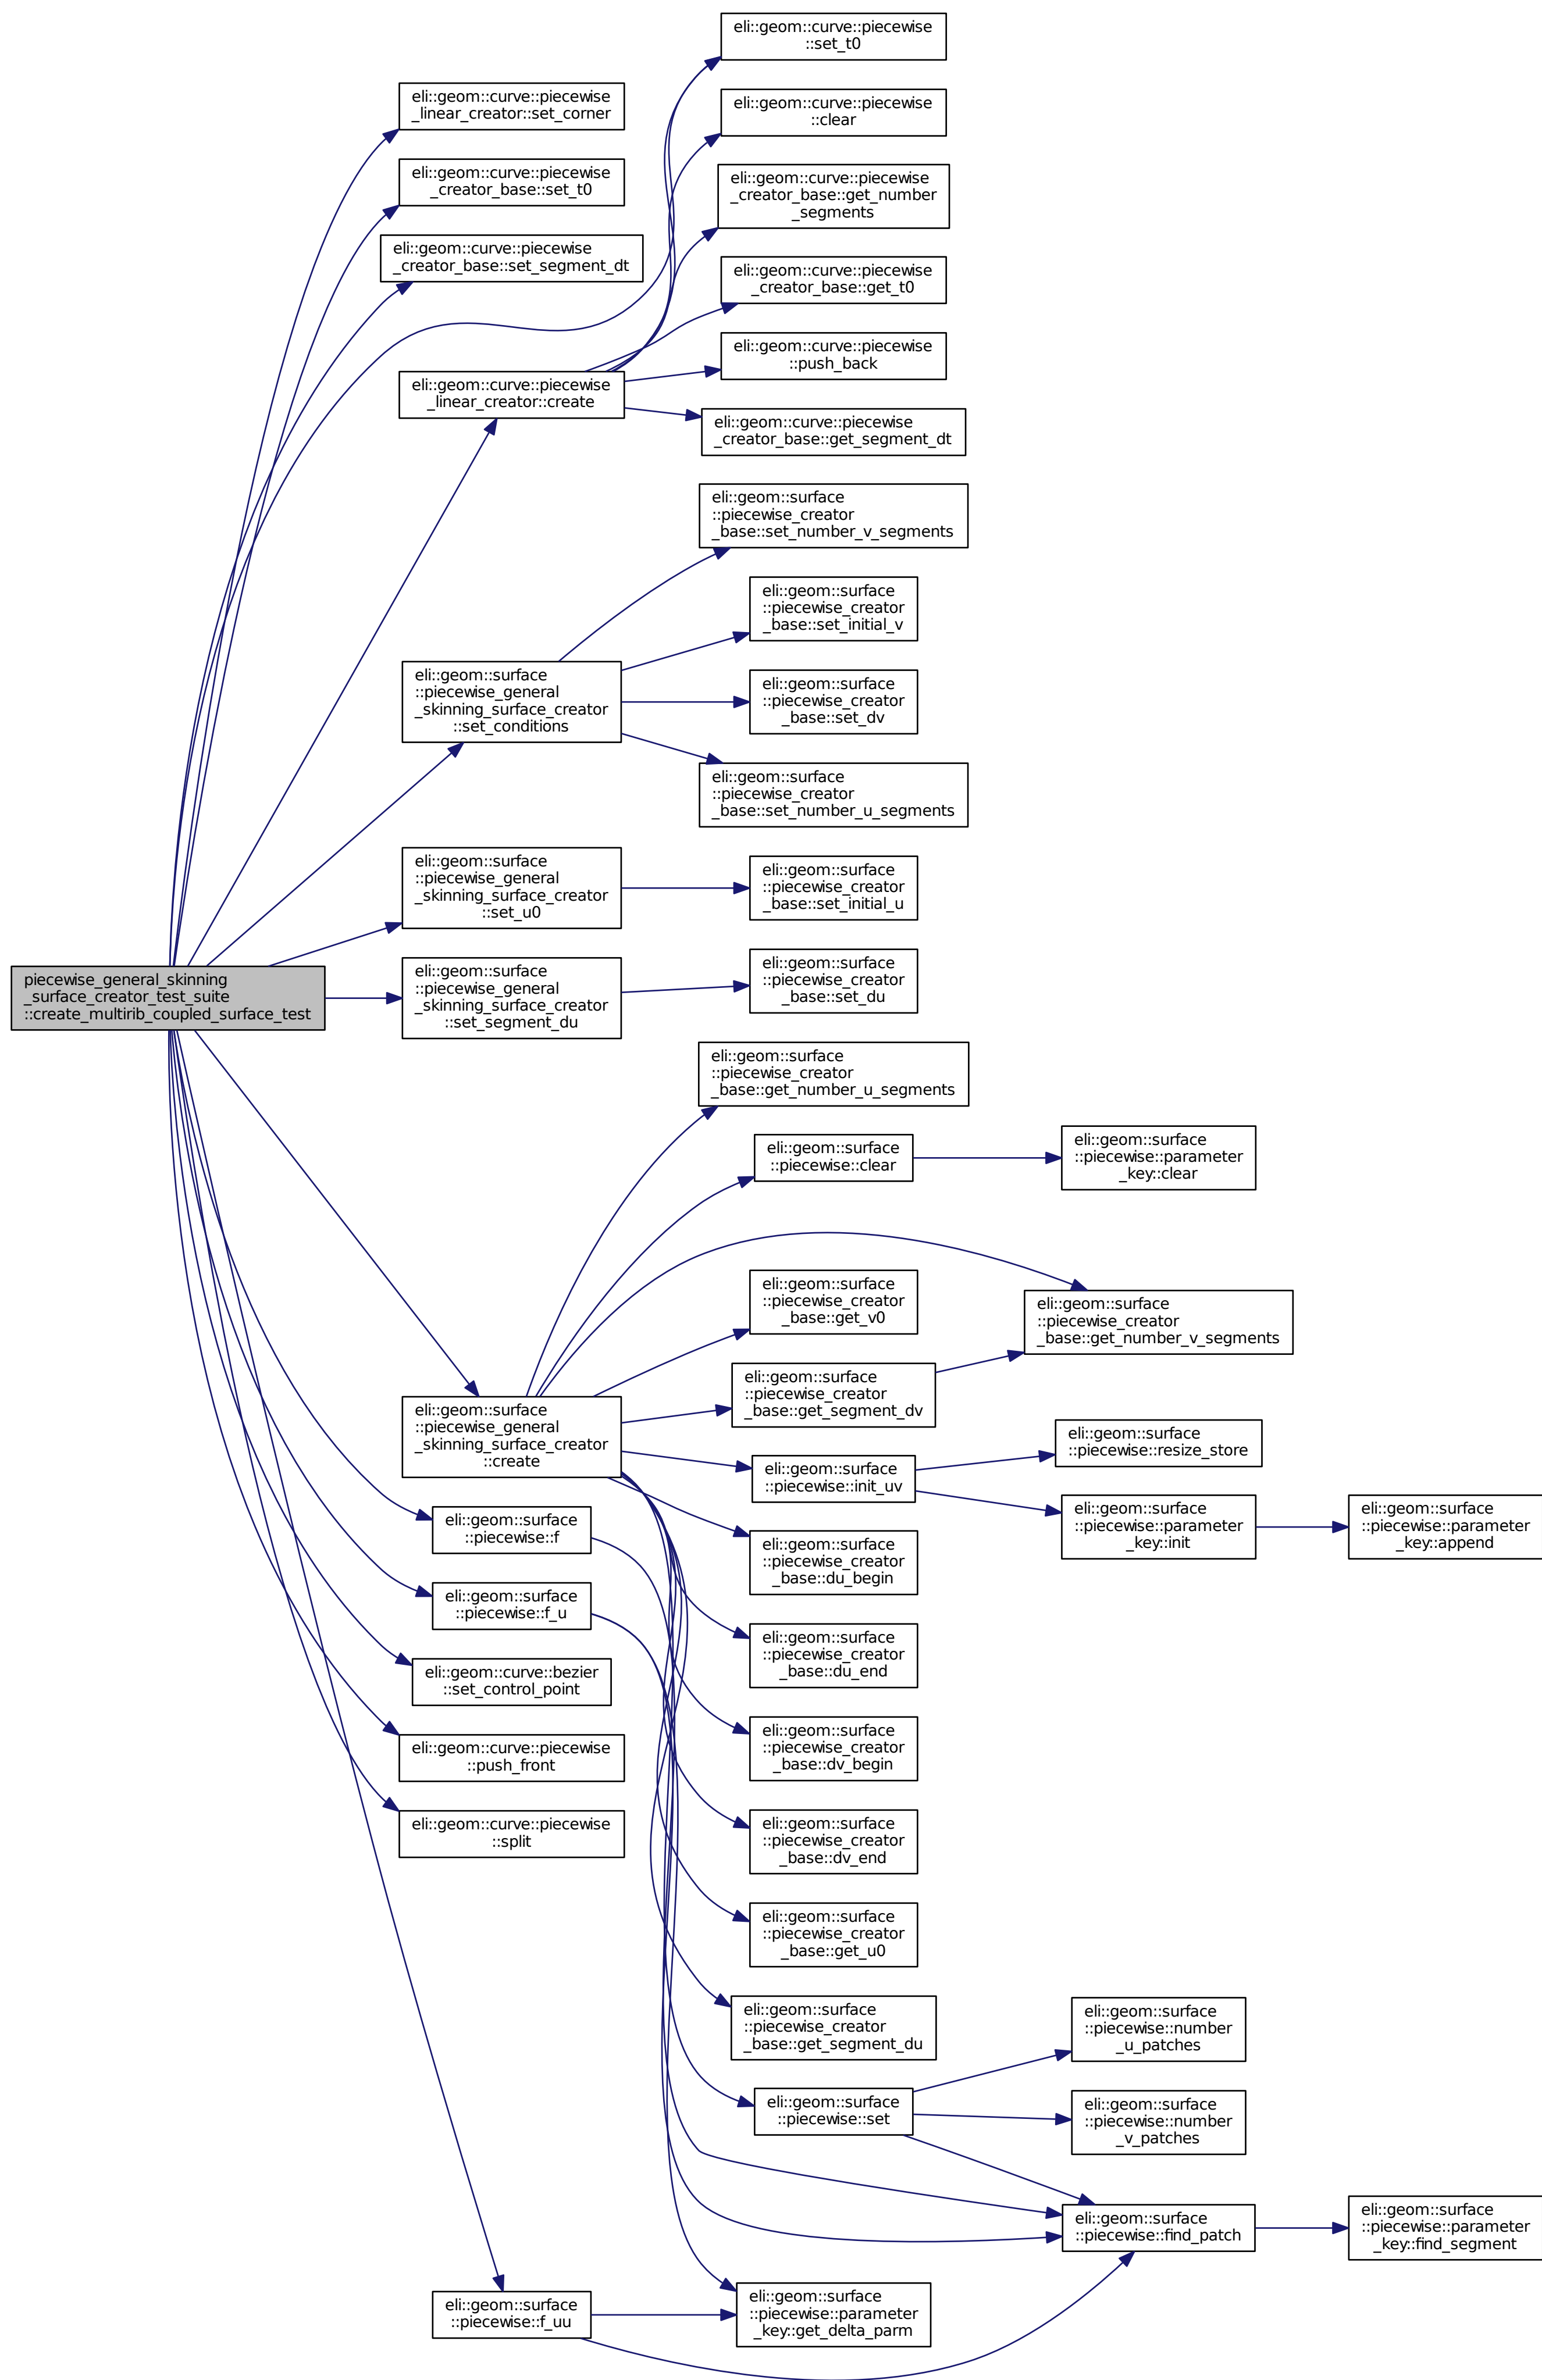 piecewise_general_skinning
_surface_creator_test_suite
::create_multirib_coupled_surface_test
eli::geom::curve::piecewise
_linear_creator::set_corner
eli::geom::curve::piecewise
_creator_base::set_t0
eli::geom::curve::piecewise
_creator_base::set_segment_dt
eli::geom::curve::piecewise
::set_t0
eli::geom::curve::piecewise
::clear
eli::geom::curve::piecewise
_creator_base::get_number
_segments
eli::geom::curve::piecewise
_creator_base::get_t0
eli::geom::curve::piecewise
::push_back
eli::geom::curve::piecewise
_creator_base::get_segment_dt
eli::geom::curve::piecewise
_linear_creator::create
eli::geom::surface
::piecewise_creator
_base::set_number_v_segments
eli::geom::surface
::piecewise_creator
_base::set_initial_v
eli::geom::surface
::piecewise_creator
_base::set_dv
eli::geom::surface
::piecewise_creator
_base::set_number_u_segments
eli::geom::surface
::piecewise_general
_skinning_surface_creator
::set_conditions
eli::geom::surface
::piecewise_general
_skinning_surface_creator
::set_u0
eli::geom::surface
::piecewise_creator
_base::set_initial_u
eli::geom::surface
::piecewise_general
_skinning_surface_creator
::set_segment_du
eli::geom::surface
::piecewise_creator
_base::set_du
eli::geom::surface
::piecewise_creator
_base::get_number_u_segments
eli::geom::surface
::piecewise::clear
eli::geom::surface
::piecewise::parameter
_key::clear
eli::geom::surface
::piecewise_creator
_base::get_v0
eli::geom::surface
::piecewise_creator
_base::get_number_v_segments
eli::geom::surface
::piecewise_creator
_base::get_segment_dv
eli::geom::surface
::piecewise_general
_skinning_surface_creator
::create
eli::geom::surface
::piecewise::init_uv
eli::geom::surface
::piecewise::resize_store
eli::geom::surface
::piecewise::parameter
_key::init
eli::geom::surface
::piecewise::parameter
_key::append
eli::geom::surface
::piecewise::f
eli::geom::surface
::piecewise_creator
_base::du_begin
eli::geom::surface
::piecewise::f_u
eli::geom::surface
::piecewise_creator
_base::du_end
eli::geom::curve::bezier
::set_control_point
eli::geom::surface
::piecewise_creator
_base::dv_begin
eli::geom::curve::piecewise
::push_front
eli::geom::surface
::piecewise_creator
_base::dv_end
eli::geom::curve::piecewise
::split
eli::geom::surface
::piecewise_creator
_base::get_u0
eli::geom::surface
::piecewise_creator
_base::get_segment_du
eli::geom::surface
::piecewise::number
_u_patches
eli::geom::surface
::piecewise::set
eli::geom::surface
::piecewise::number
_v_patches
eli::geom::surface
::piecewise::find_patch
eli::geom::surface
::piecewise::parameter
_key::find_segment
eli::geom::surface
::piecewise::f_uu
eli::geom::surface
::piecewise::parameter
_key::get_delta_parm